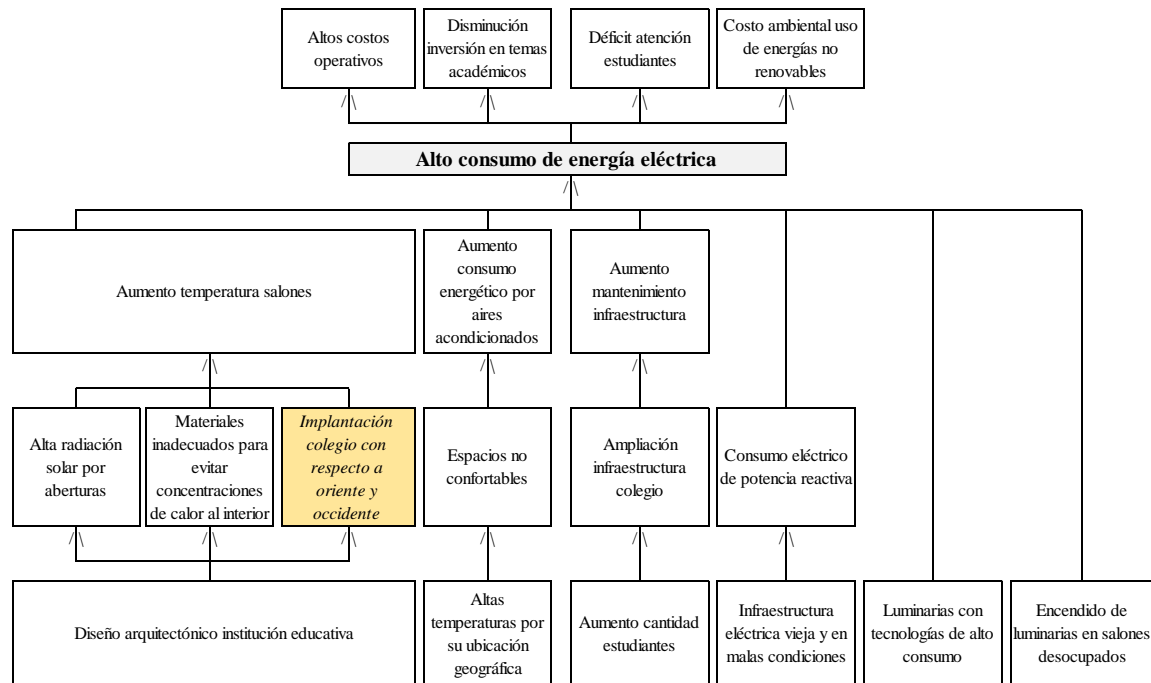 Altos costos
operativos
Disminución
inversión en temas
académicos
Déficit atención
estudiantes
Costo ambiental uso
de energías no
renovables
Alto consumo de energía eléctrica
Aumento temperatura salones
Aumento
consumo
energético por
aires
acondicionados
Aumento
mantenimiento
infraestructura
Alta radiación
solar por
aberturas
Materiales
inadecuados para
evitar
concentraciones
de calor al interior
Implantación
colegio con
respecto a
oriente y
occidente
Espacios no
confortables
Ampliación
infraestructura
colegio
Consumo eléctrico
de potencia reactiva
Diseño arquitectónico institución educativa
Altas
temperaturas por
su ubicación
geográfica
Aumento cantidad
estudiantes
Infraestructura
eléctrica vieja y en
malas condiciones
Luminarias con
tecnologías de alto
consumo
Encendido de
luminarias en salones
desocupados